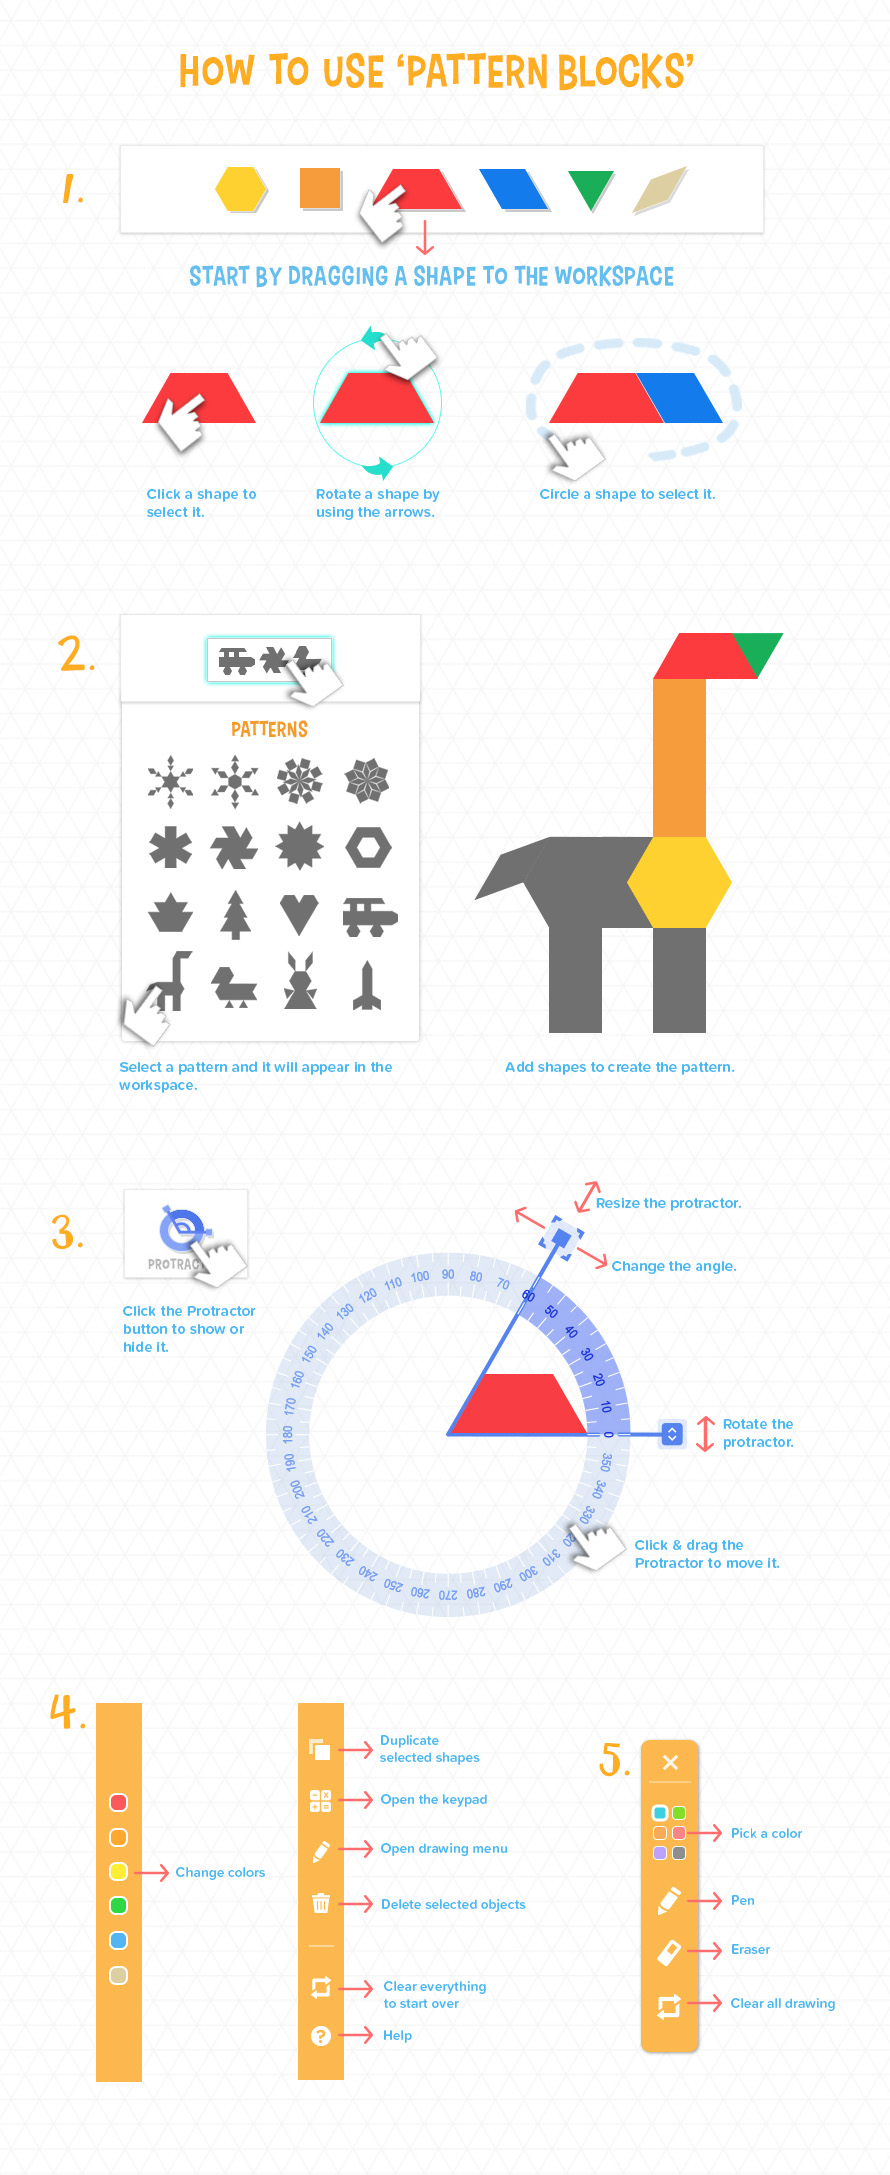 HOW TO USE ‘PATTERN BLOCKS’
1.
START BY DRAGGING A SHAPE TO THE WORKSPACE
Click a shape to
select it.
Rotate a shape by
using the arrows.
Circle a shape to select it.
2.
PATTERNS
Select a pattern and it will appear in the
workspace.
Add shapes to create the pattern.
3.
Click the Protractor
button to show or
hide it.
Resize the protractor.
Change the angle.
0
10
20
30
40
50
60
70
80
90
100
110
120
130
140
150
160
170
180
190
200
210
220
230
240
250
260
270
280
290
300
310
330
340
350
Rotate the
protractor.
Click & drag the
Protractor to move it.
4.
Change colors
Duplicate
selected shapes
Open the keypad
Open drawing menu
Delete selected objects
Clear everything
to start over
?
Help
5.
Pick a color
Pen
Eraser
Clear all drawing